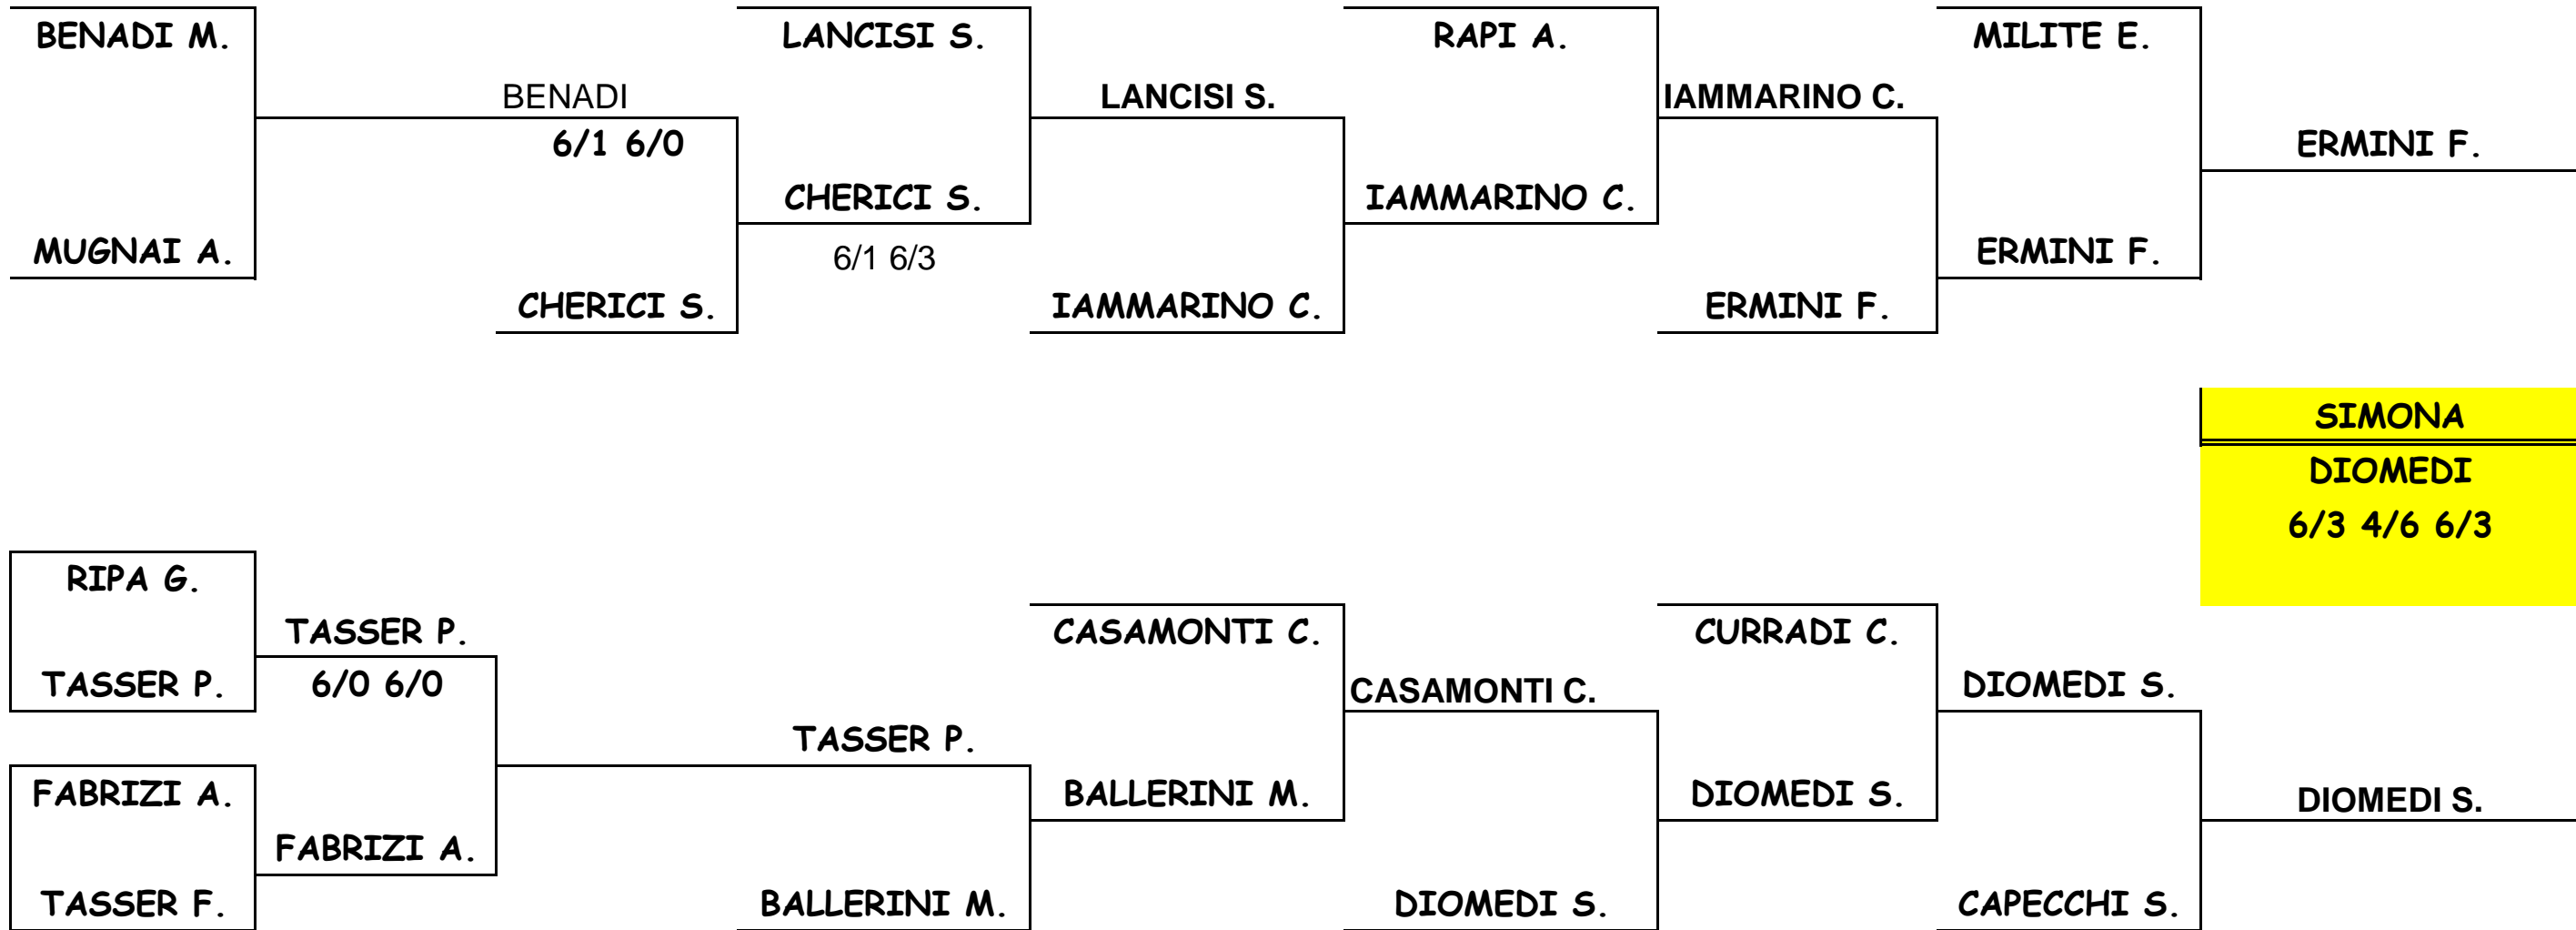 BENADI M.
LANCISI S.
RAPI A.
MILITE E.
BENADI
LANCISI S.
IAMMARINO C.
6/1 6/0
ERMINI F.
CHERICI S.
IAMMARINO C.
MUGNAI A.
6/1 6/3
ERMINI F.
CHERICI S.
IAMMARINO C.
ERMINI F.
SIMONA
DIOMEDI
6/3 4/6 6/3
RIPA G.
TASSER P.
CASAMONTI C.
CURRADI C.
TASSER P.
6/0 6/0
CASAMONTI C.
DIOMEDI S.
TASSER P.
FABRIZI A.
BALLERINI M.
DIOMEDI S.
DIOMEDI S.
FABRIZI A.
TASSER F.
BALLERINI M.
DIOMEDI S.
CAPECCHI S.